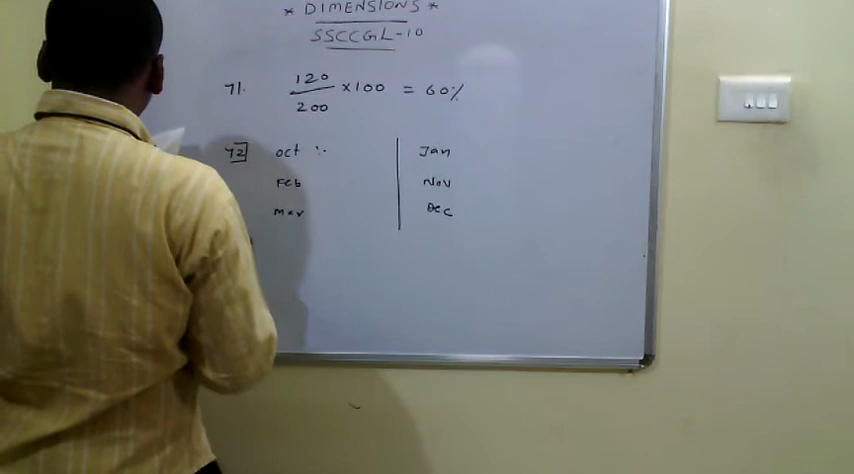 * DIMENSIONS *
SSCCGL-10
71. 120/200 ×100 = 60%
72 Oct :- Jan
Feb Nov
Mar Dec